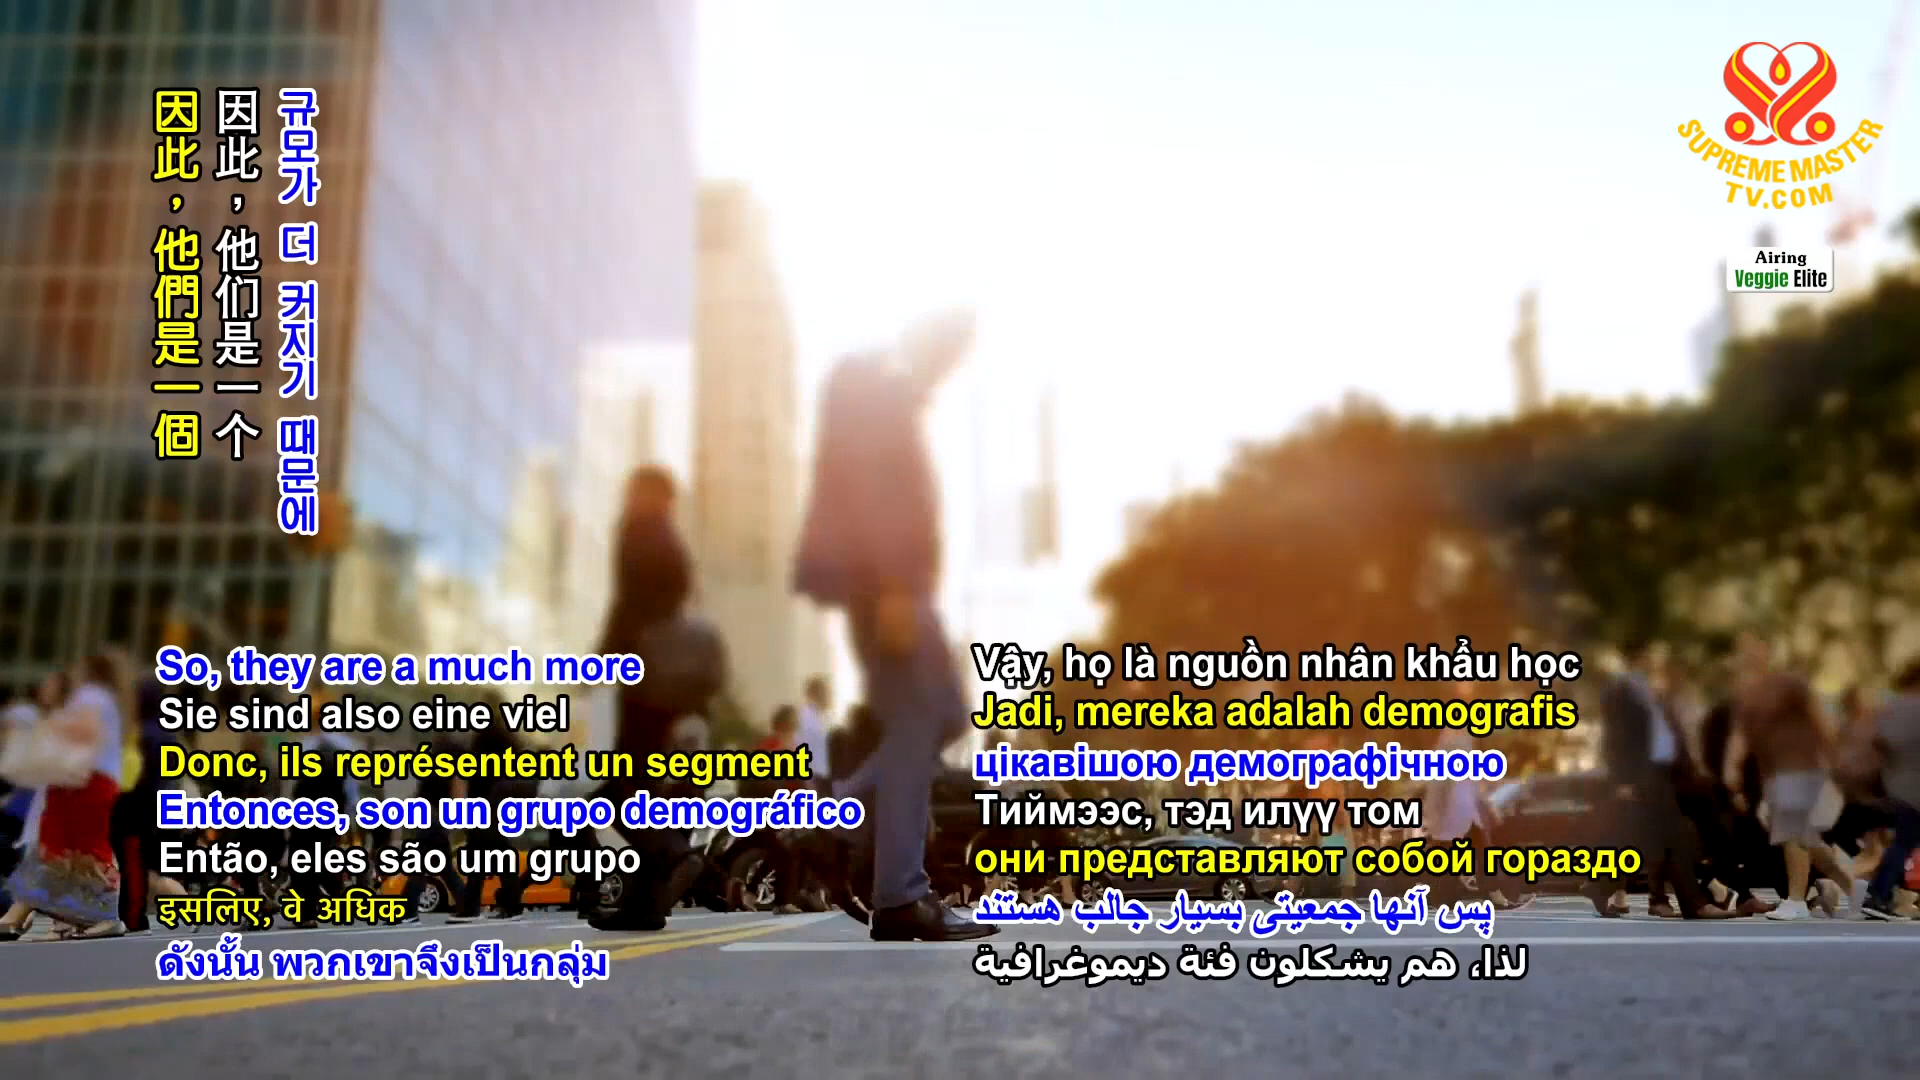 因此，他們是一個
因此，他们是一个
규모가 더 커지기 때문에
SUPREME MASTER
TV.COM
Airing
Veggie Elite
So, they are a much more
Sie sind also eine viel
Donc, ils représentent un segment
Entonces, son un grupo demográfico
Então, eles são um grupo
इसलिए, वे अधिक
ดังนั้น พวกเขาจึงเป็นกลุ่ม
Vậy, họ là nguồn nhân khẩu học
Jadi, mereka adalah demografis
цікавішою демографічною
Тиймээс, тэд илүү том
они представляют собой гораздо
پس آنها جمعیتی بسیار جالب هستند
لذا، هم يشكلون فئة ديموغرافية